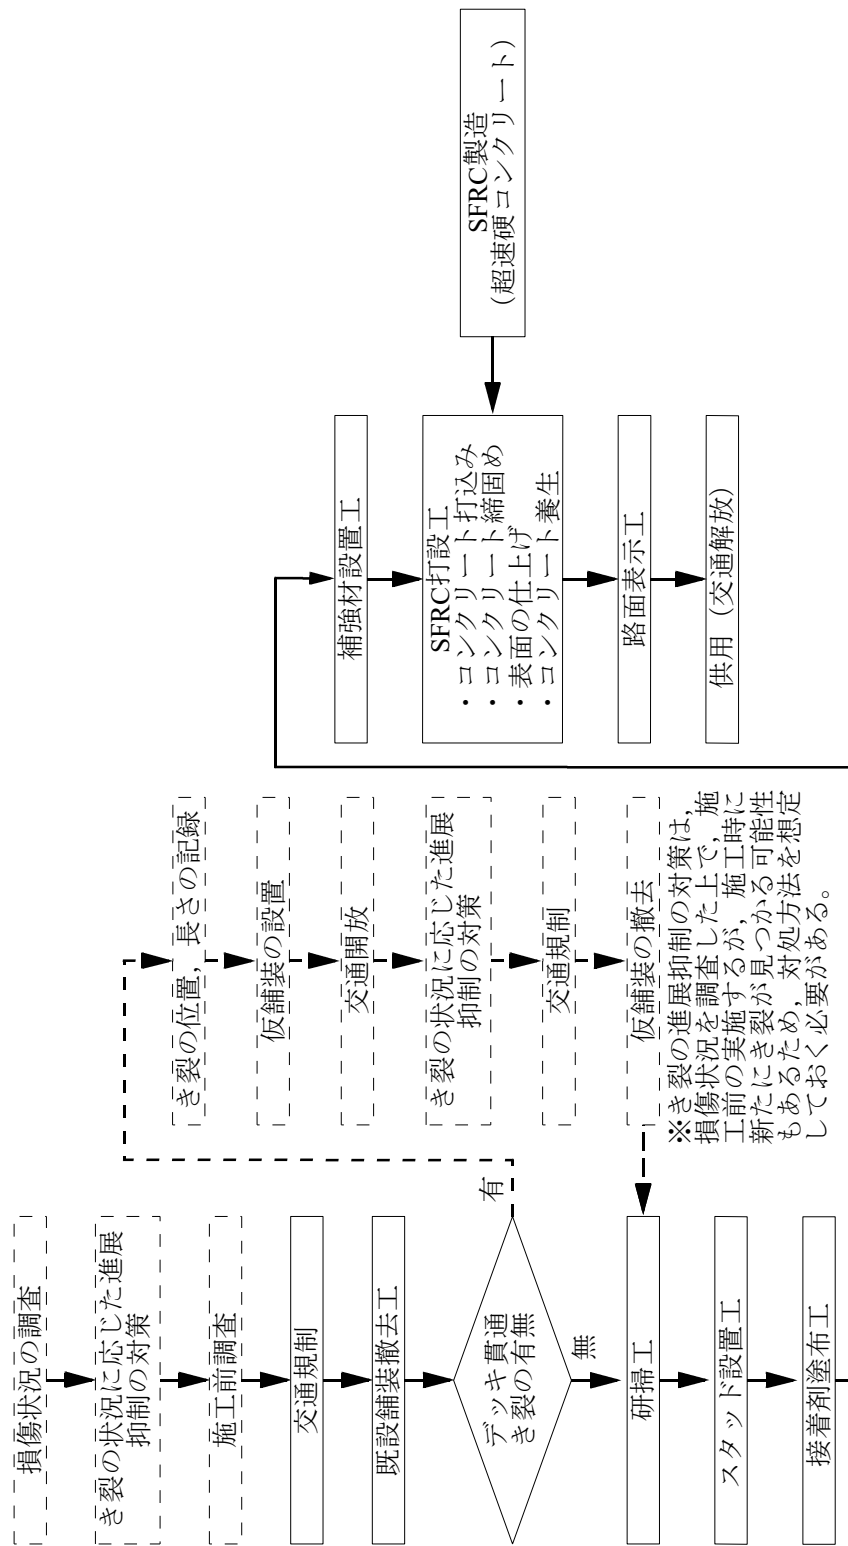 損傷状況の調査
き裂の状況に応じた進展
抑制の対策
施工前調査
交通規制
既設舗装撤去工
デッキ貫通
き裂の有無
有
無
研掃工
スタッド設置工
接着剤塗布工
き裂の位置，長さの記録
仮舗装の設置
交通開放
き裂の状況に応じた進展
抑制の対策
交通規制
仮舗装の撤去
※き裂の進展抑制の対策は，
損傷状況を調査した上で，施
工前の実施するが，施工時に
新たにき裂が見つかる可能性
もあるため，対処方法を想定
しておく必要がある。
補強材設置工
SFRC打設工
・コンクリート打込み
・コンクリート締固め
・表面の仕上げ
・コンクリート養生
路面表示工
供用（交通解放）
SFRC製造
（超速硬コンクリート）